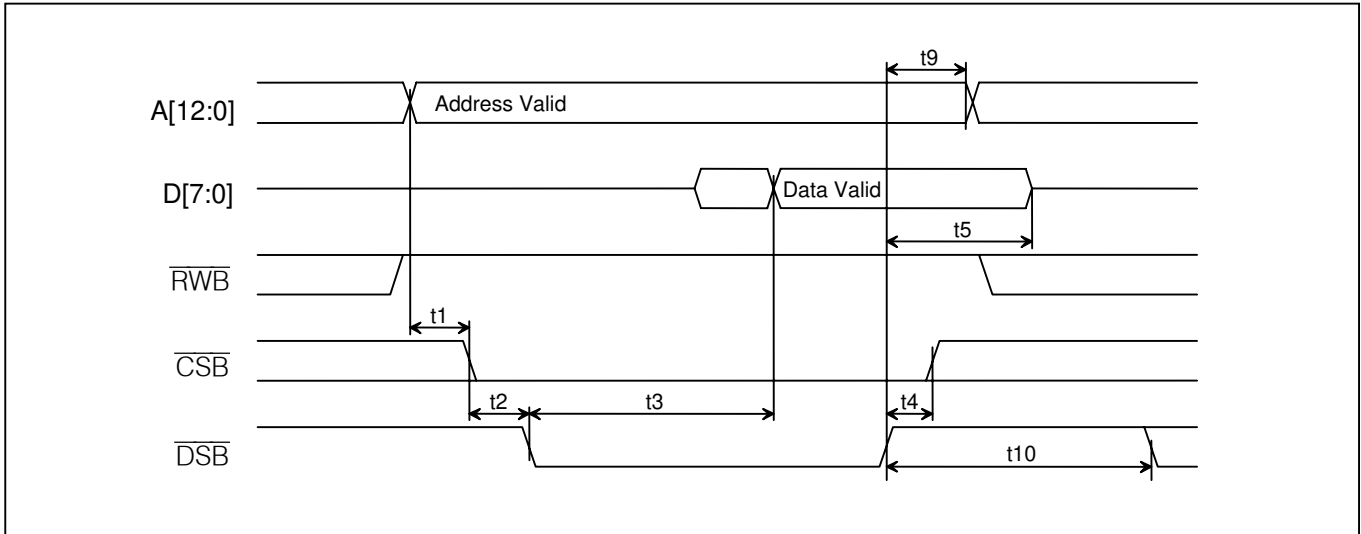 t9
A[12:0] Address Valid
D[7:0] Data Valid
t5
RWB
t1
CSB
t2 t3 t4
DSB
t10